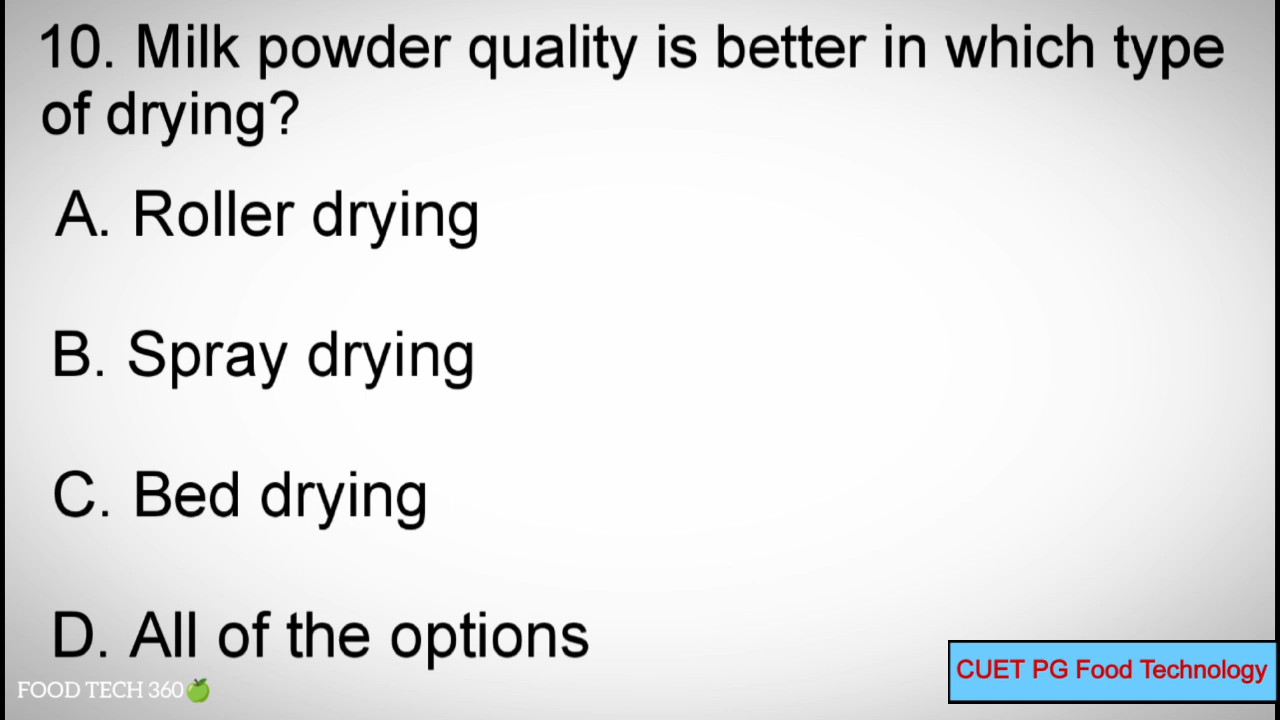 10. Milk powder quality is better in which type
of drying?
A. Roller drying
B. Spray drying
C. Bed drying
D. All of the options
FOOD TECH 360
CUET PG Food Technology